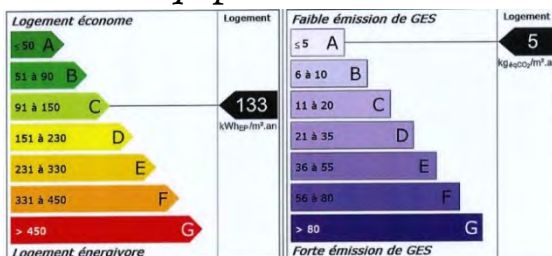 Logement économe
Logement
≤ 50 A
51 à 90 B
91 à 150 C
133
kWhEP/m².an
151 à 230 D
231 à 330 E
331 à 450 F
> 450 G
Logement énergivore
Faible émission de GES
Logement
≤ 5 A
5
kgéqCO₂/m².a
6 à 10 B
11 à 20 C
21 à 35 D
36 à 55 E
56 à 80 F
> 80 G
Forte émission de GES